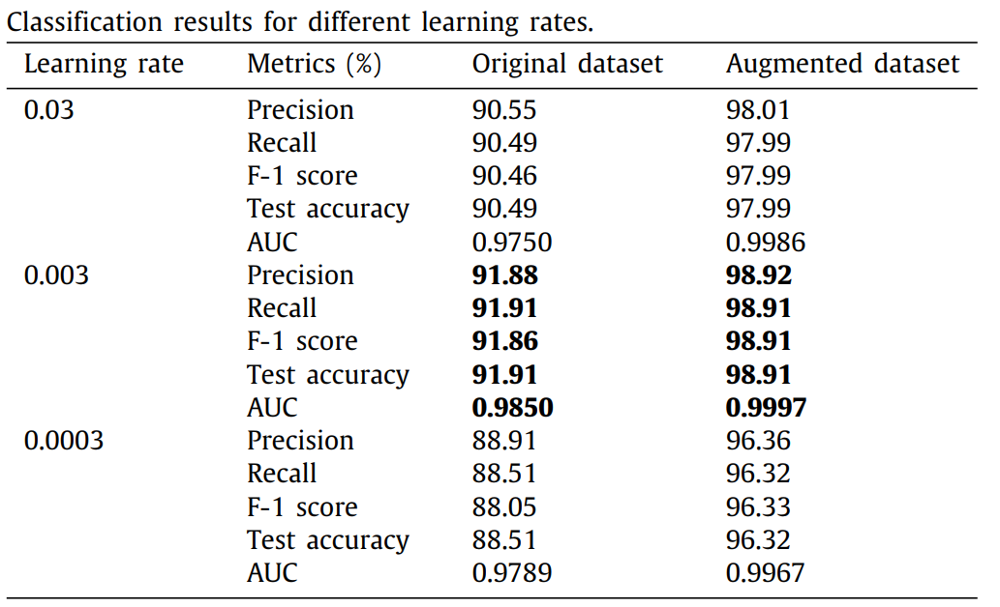 Classification results for different learning rates.
Learning rate Metrics (%) Original dataset Augmented dataset
0.03 Precision 90.55 98.01
Recall 90.49 97.99
F-1 score 90.46 97.99
Test accuracy 90.49 97.99
AUC 0.9750 0.9986
0.003 Precision 91.88 98.92
Recall 91.91 98.91
F-1 score 91.86 98.91
Test accuracy 91.91 98.91
AUC 0.9850 0.9997
0.0003 Precision 88.91 96.36
Recall 88.51 96.32
F-1 score 88.05 96.33
Test accuracy 88.51 96.32
AUC 0.9789 0.9967